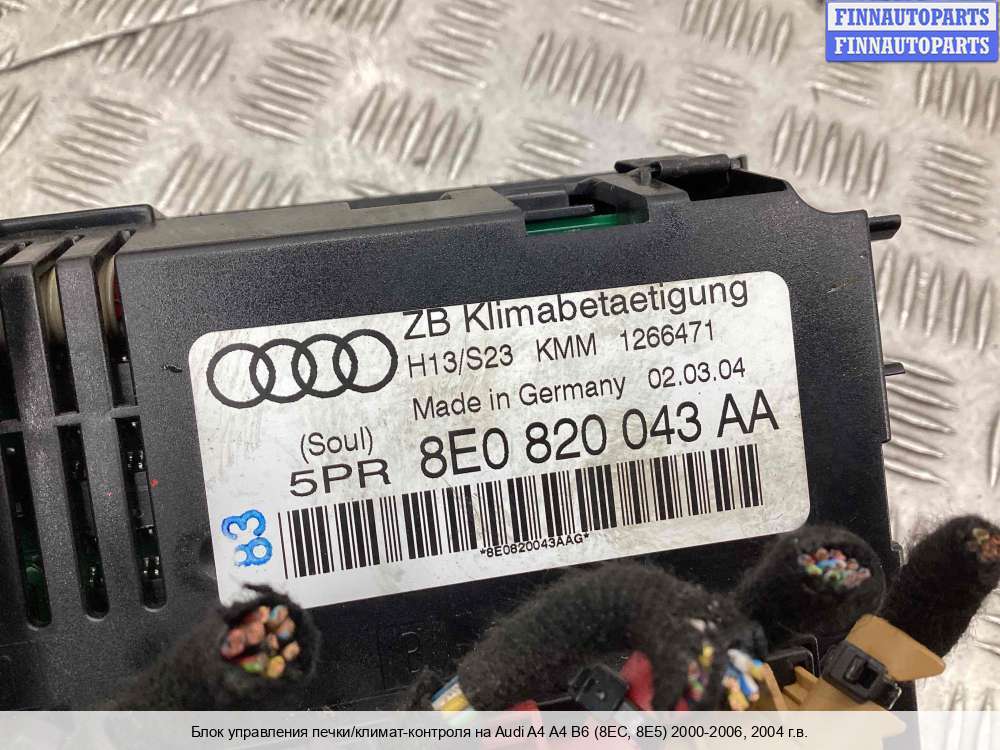 FINNAUTOPARTS
FINNAUTOPARTS
ZB Klimabetaetigung
H13/S23 KMM 1266471
Made in Germany 02.03.04
(Soul)
5PR 8E0 820 043 AA
83
*8E0820043AAG*
Блок управления печки/климат-контроля на Audi A4 A4 B6 (8EC, 8E5) 2000-2006, 2004 г.в.